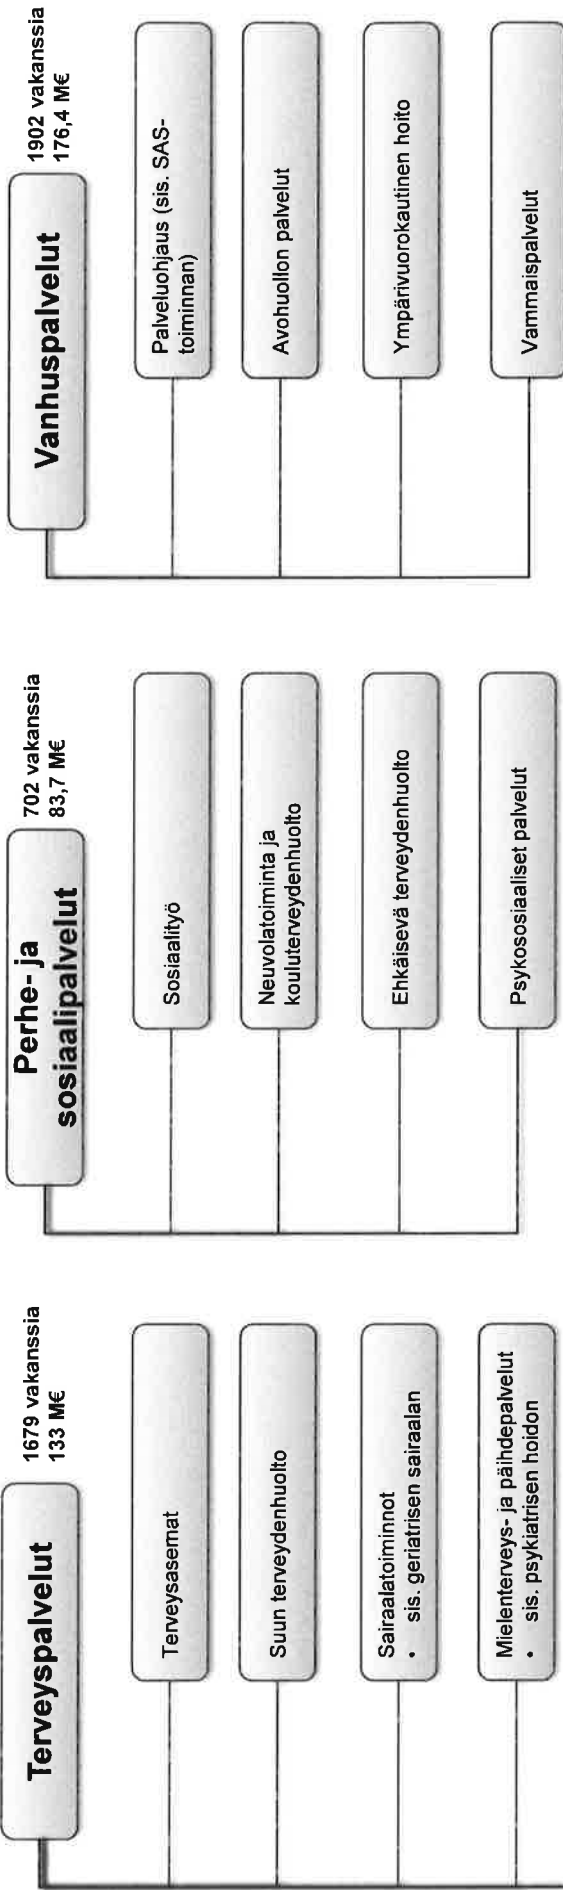 Terveyspalvelut
1679 vakanssia
133 M€
Terveysasemat
Suun terveydenhuolto
Sairaalatoiminnot
• sis. geriatrisen sairaalan
Mielenterveys- ja päihdepalvelut
• sis. psykiatrisen hoidon
Perhe- ja
sosiaalipalvelut
702 vakanssia
83,7 M€
Sosiaalityö
Neuvolatoiminta ja
kouluterveydenhuolto
Ehkäisevä terveydenhuolto
Psykososiaaliset palvelut
Vanhuspalvelut
1902 vakanssia
176,4 M€
Palveluohjaus (sis. SAS-
toiminnan)
Avohuollon palvelut
Ympärivuorokautinen hoito
Vammaispalvelut